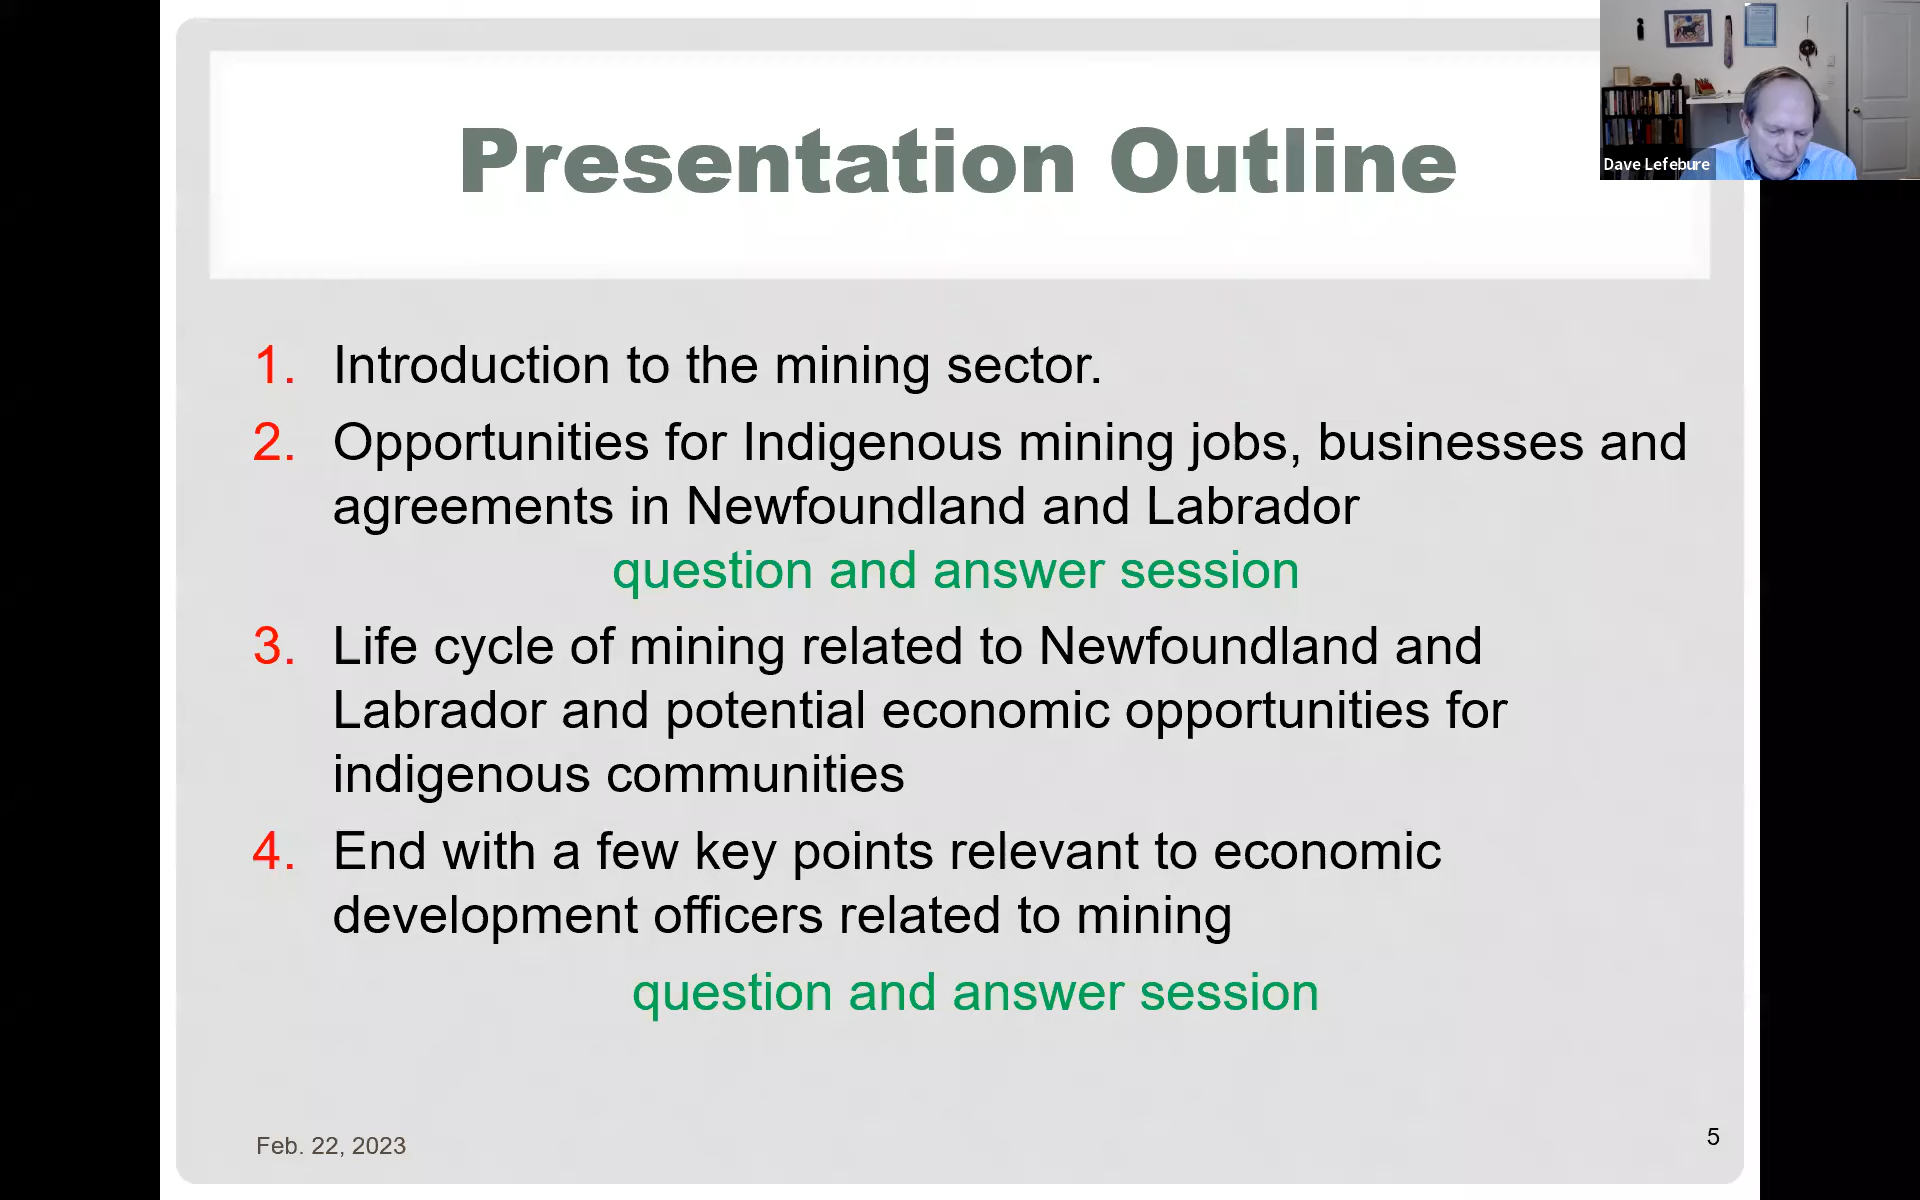 Presentation Outline
Dave Lefebure
1. Introduction to the mining sector.
2. Opportunities for Indigenous mining jobs, businesses and
agreements in Newfoundland and Labrador
question and answer session
3. Life cycle of mining related to Newfoundland and
Labrador and potential economic opportunities for
indigenous communities
4. End with a few key points relevant to economic
development officers related to mining
question and answer session
Feb. 22, 2023
5